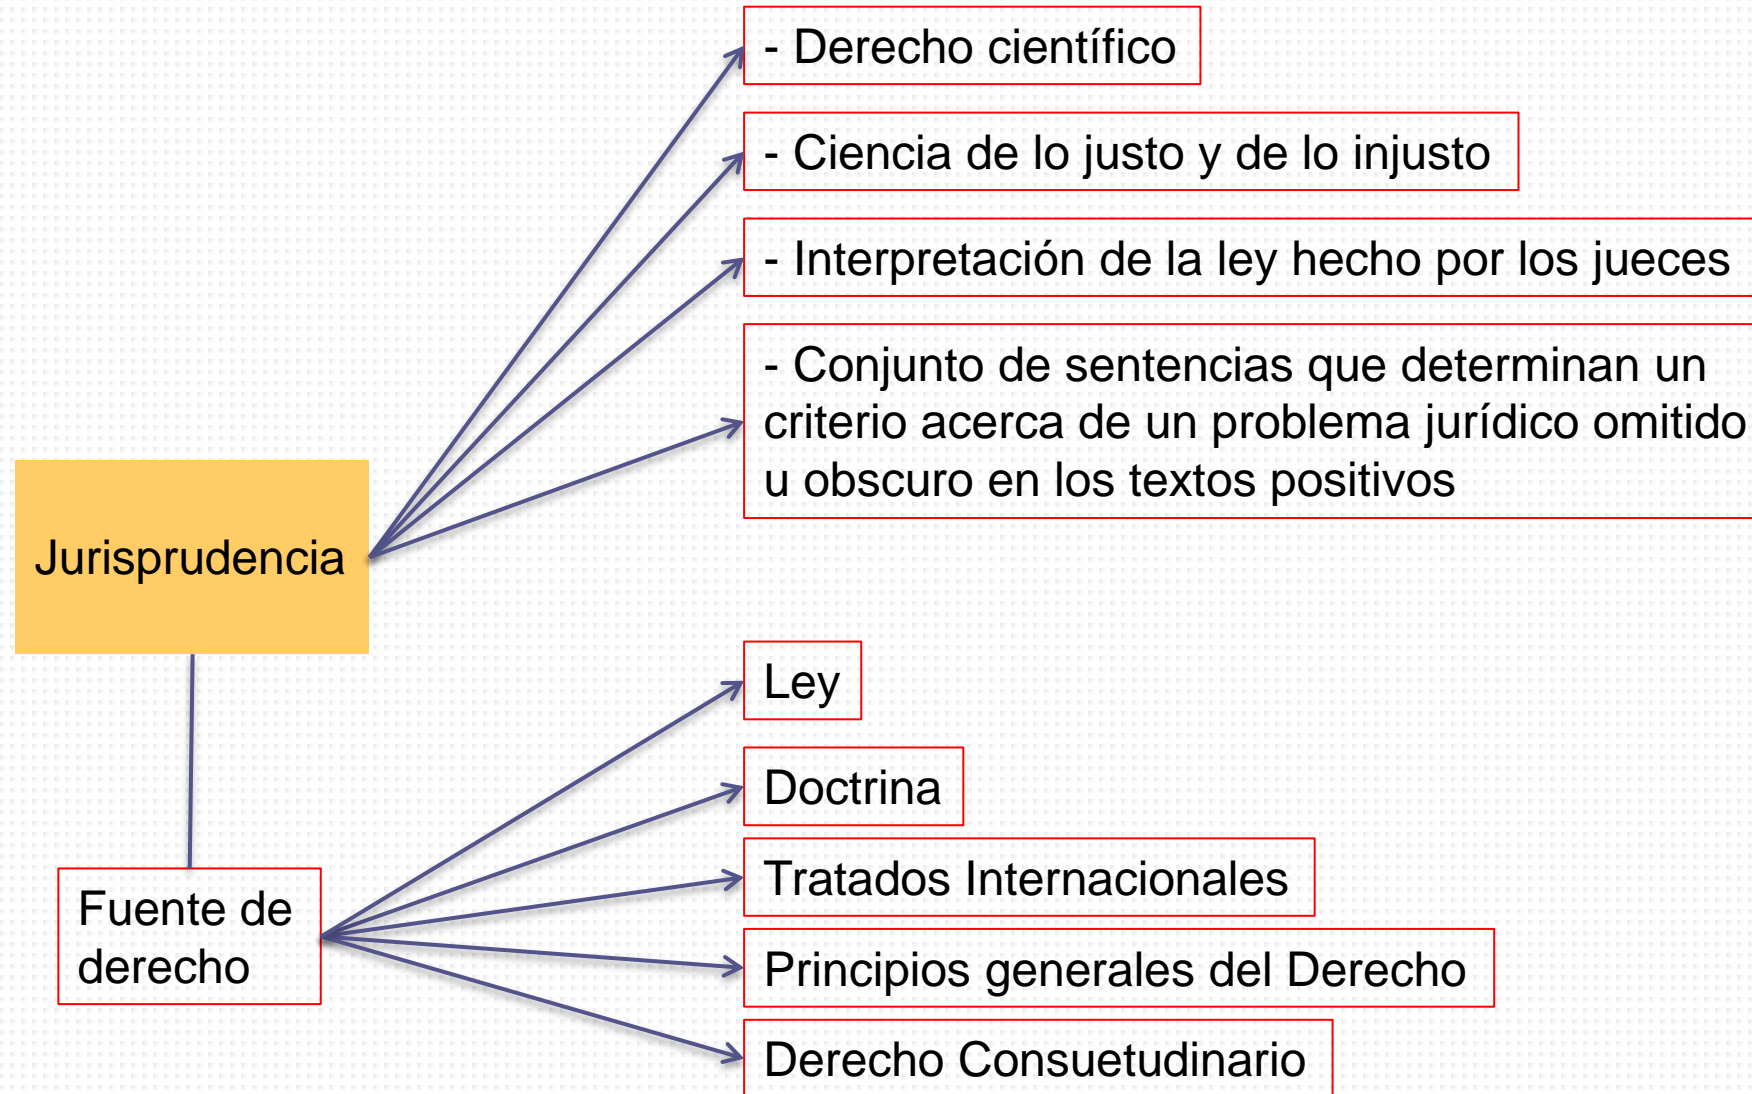 - Derecho científico
- Ciencia de lo justo y de lo injusto
- Interpretación de la ley hecho por los jueces
- Conjunto de sentencias que determinan un
criterio acerca de un problema jurídico omitido
u obscuro en los textos positivos
Jurisprudencia
Ley
Doctrina
Tratados Internacionales
Fuente de
derecho
Principios generales del Derecho
Derecho Consuetudinario